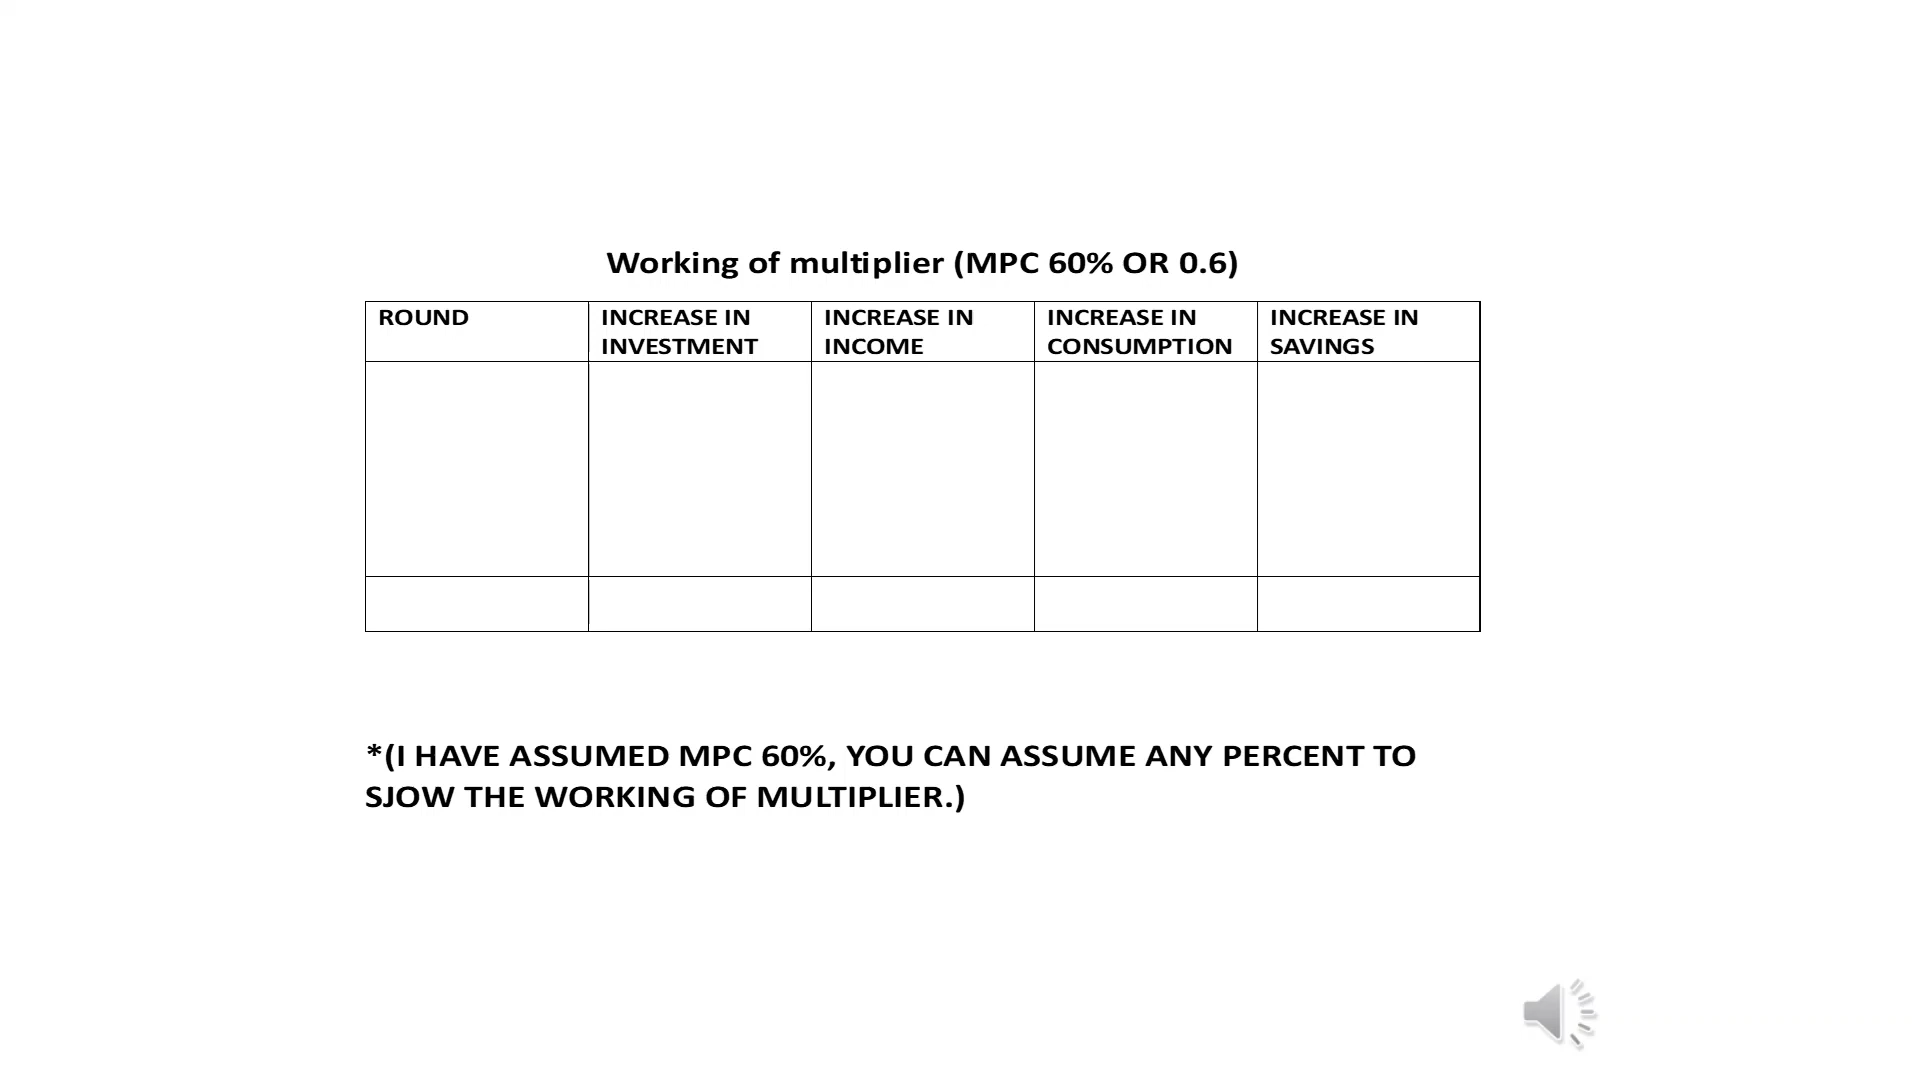 Working of multiplier (MPC 60% OR 0.6)
ROUND
INCREASE IN
INVESTMENT
INCREASE IN
INCOME
INCREASE IN
CONSUMPTION
INCREASE IN
SAVINGS
*(I HAVE ASSUMED MPC 60%, YOU CAN ASSUME ANY PERCENT TO
SJOW THE WORKING OF MULTIPLIER.)